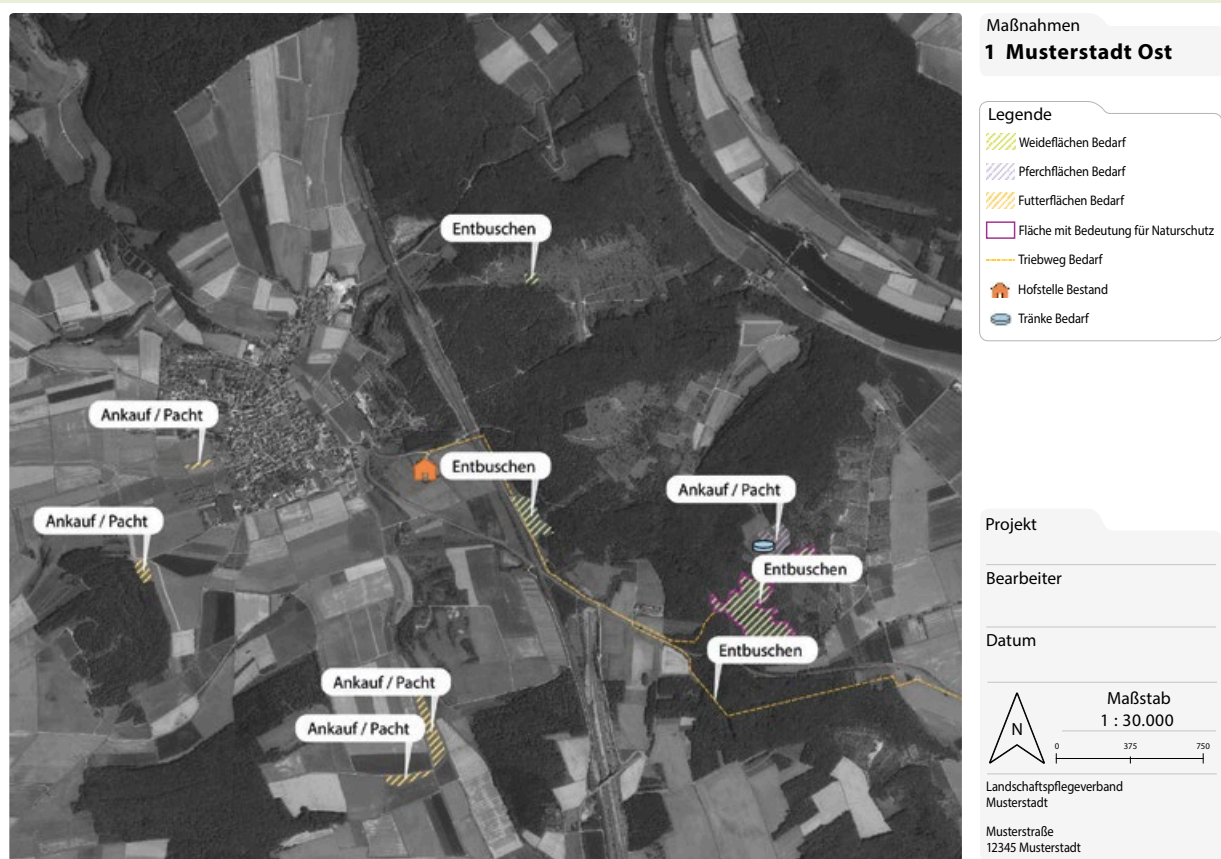 Maßnahmen
1 Musterstadt Ost
Legende
Weideflächen Bedarf
Pferchflächen Bedarf
Futterflächen Bedarf
Fläche mit Bedeutung für Naturschutz
Triebweg Bedarf
Hofstelle Bestand
Tränke Bedarf
Entbuschen
Ankauf / Pacht
Entbuschen
Ankauf / Pacht
Ankauf / Pacht
Entbuschen
Entbuschen
Ankauf / Pacht
Ankauf / Pacht
Projekt
Bearbeiter
Datum
N
Maßstab
1 : 30.000
0 375 750
Landschaftspflegeverband
Musterstadt
Musterstraße
12345 Musterstadt